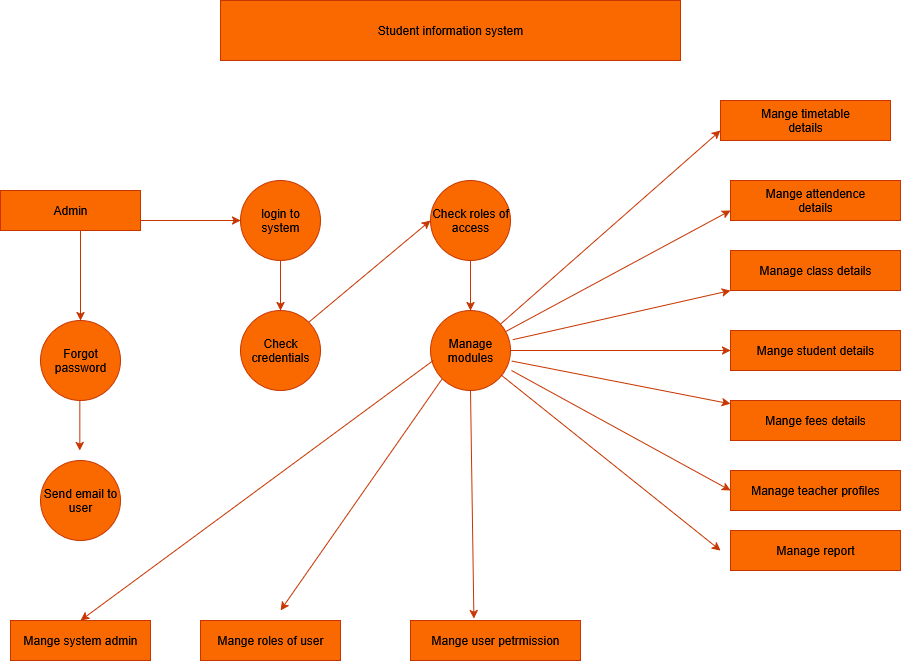 Student information system
Mange timetable
details
Admin
login to
system
Check roles of
access
Mange attendence
details
Manage class details
Forgot
password
Check
credentials
Manage
modules
Mange student details
Mange fees details
Send email to
user
Manage teacher profiles
Manage report
Mange system admin
Mange roles of user
Mange user petrmission